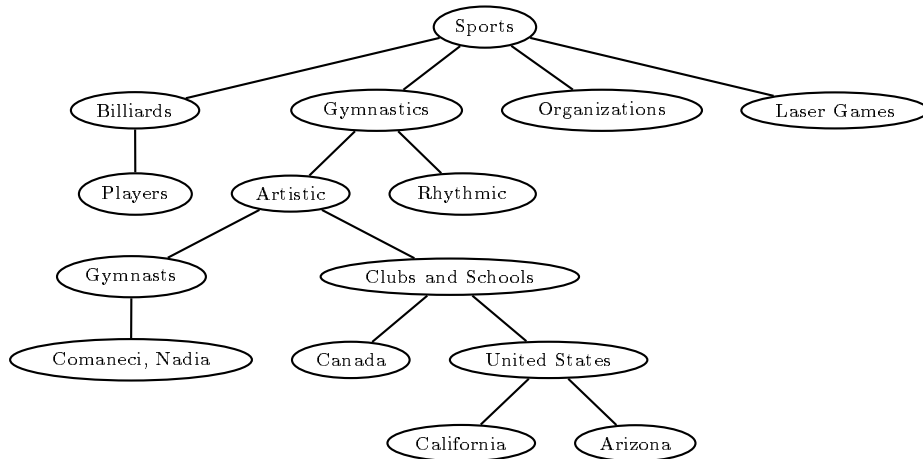 Sports
Billiards
Gymnastics
Organizations
Laser Games
Players
Artistic
Rhythmic
Gymnasts
Clubs and Schools
Comaneci, Nadia
Canada
United States
California
Arizona